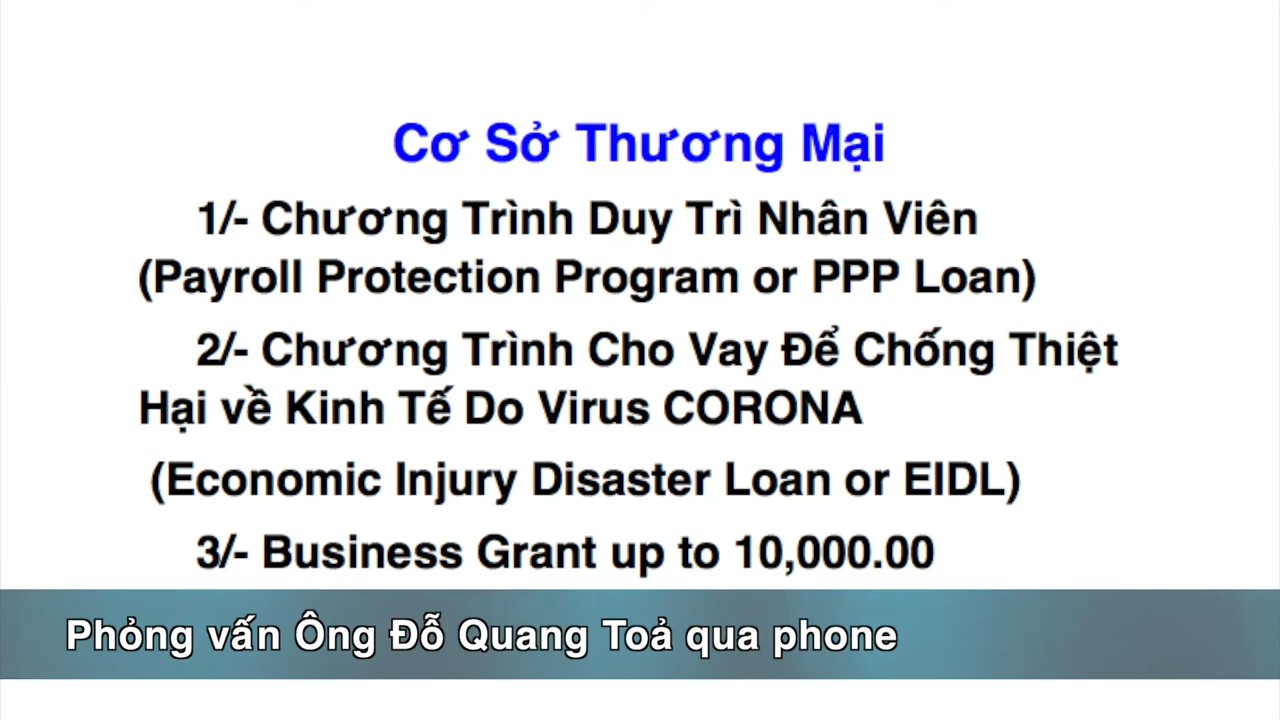 Cơ Sở Thương Mại
1/- Chương Trình Duy Trì Nhân Viên
(Payroll Protection Program or PPP Loan)
2/- Chương Trình Cho Vay Để Chống Thiệt
Hại về Kinh Tế Do Virus CORONA
(Economic Injury Disaster Loan or EIDL)
3/- Business Grant up to 10,000.00
Phỏng vấn Ông Đỗ Quang Toả qua phone